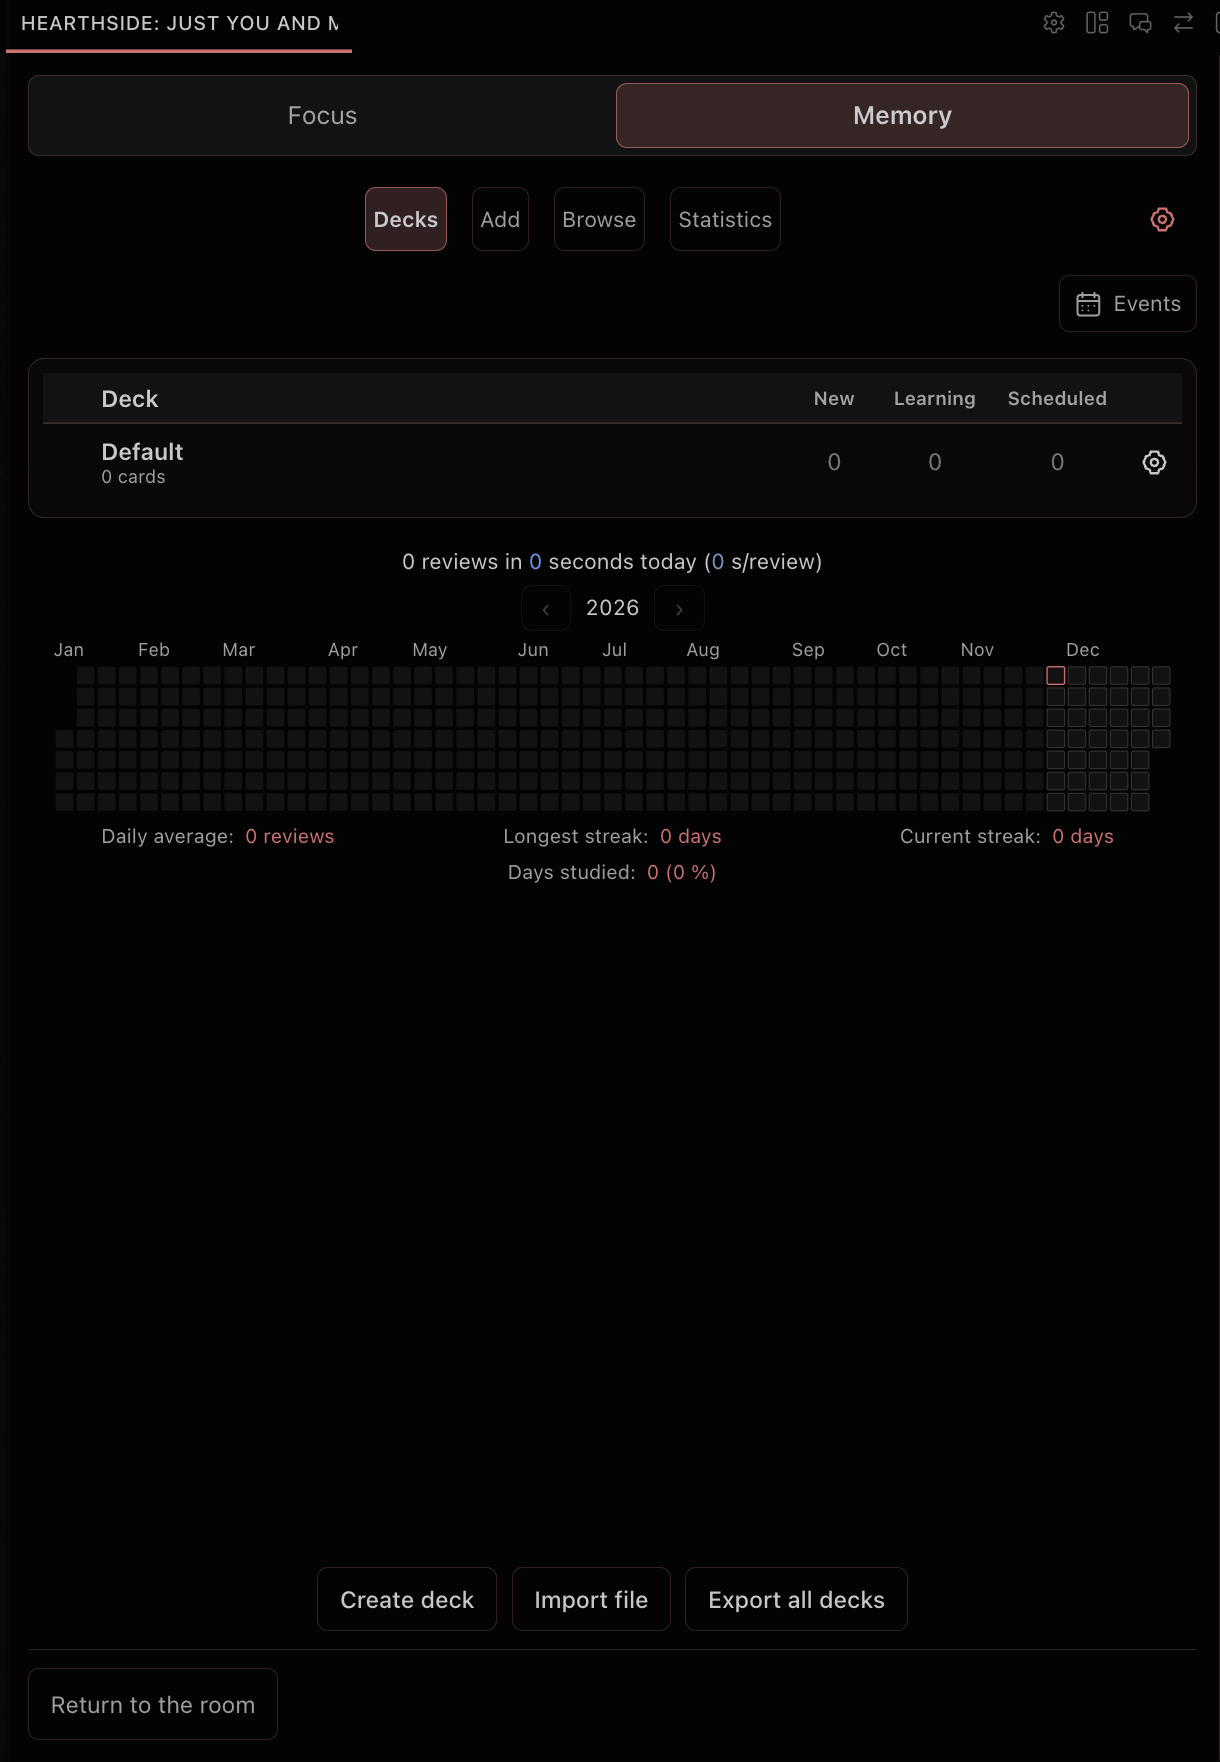 HEARTHSIDE: JUST YOU AND
Focus
Memory
Decks
Add
Browse
Statistics
Events
Deck New Learning Scheduled
Default 0 0 0
0 cards
0 reviews in 0 seconds today (0 s/review)
‹ 2026 ›
Jan Feb Mar Apr May Jun Jul Aug Sep Oct Nov Dec
Daily average: 0 reviews
Longest streak: 0 days
Current streak: 0 days
Days studied: 0 (0 %)
Create deck
Import file
Export all decks
Return to the room